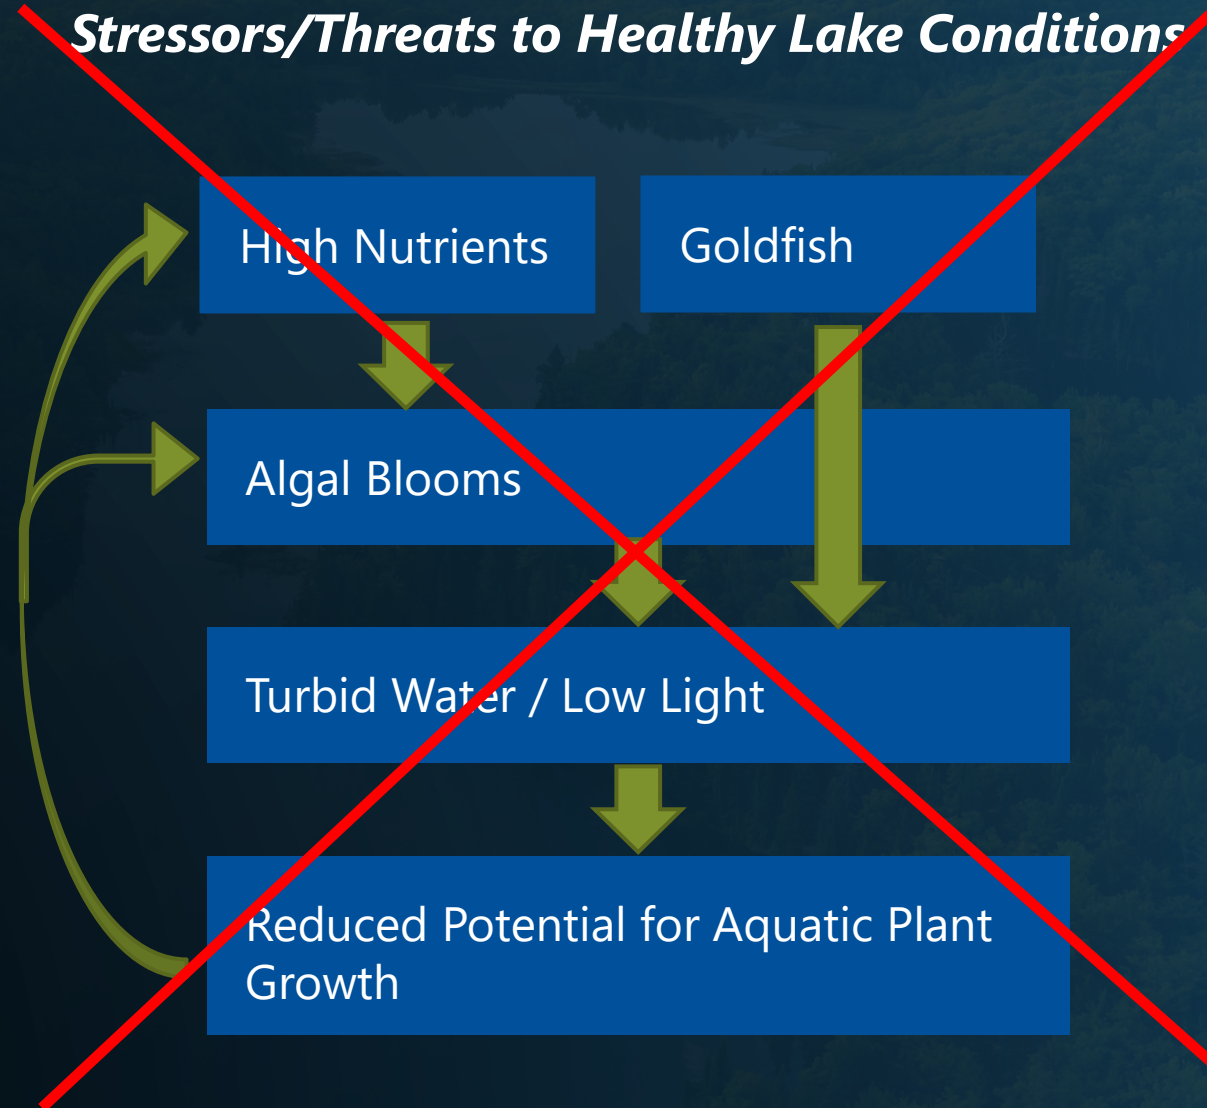 Stressors/Threats to Healthy Lake Conditions
High Nutrients
Goldfish
Algal Blooms
Turbid Water / Low Light
Reduced Potential for Aquatic Plant
Growth